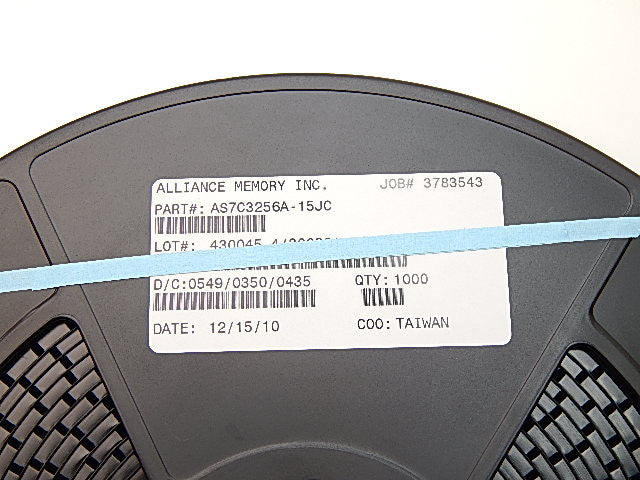 ALLIANCE MEMORY INC. JOB# 3783543
PART#: AS7C3256A-15JC
LOT#: 430045
D/C:0549/0350/0435 QTY: 1000
DATE: 12/15/10 COO: TAIWAN